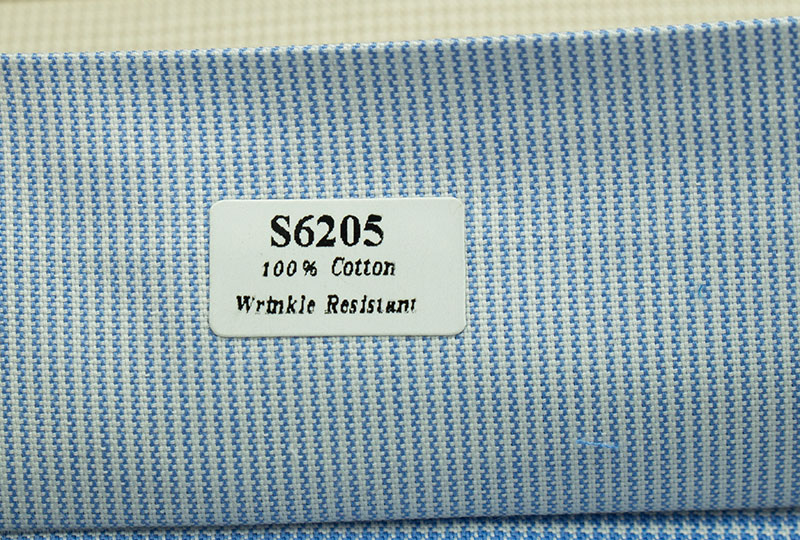 S6205
100% Cotton
Wrinkle Resistant